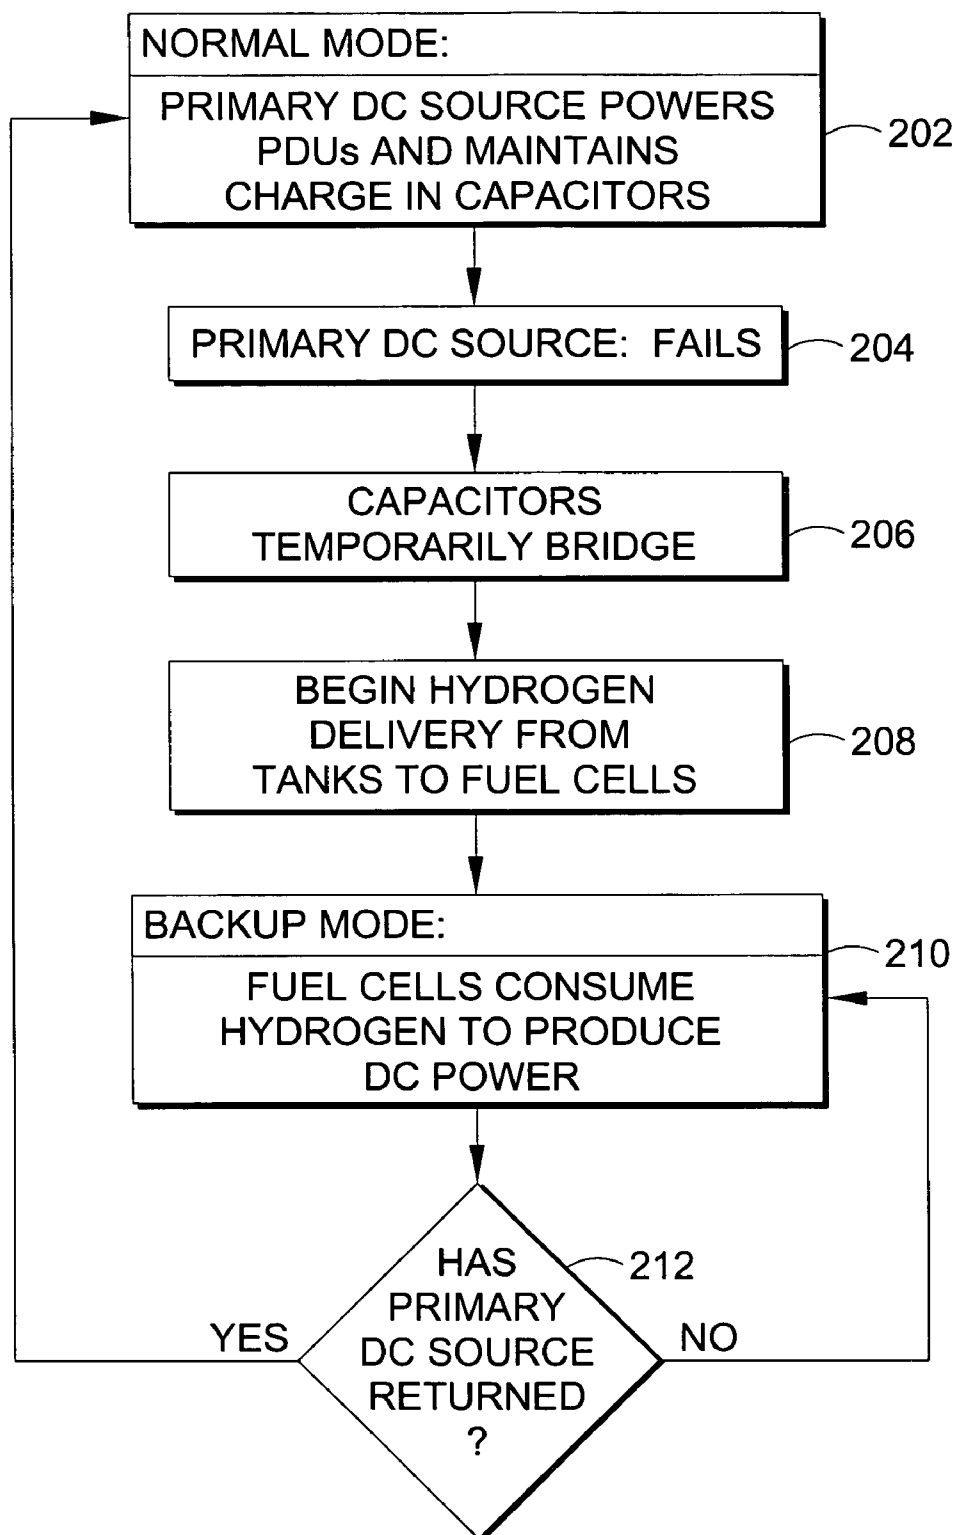 NORMAL MODE:
PRIMARY DC SOURCE POWERS
PDUs AND MAINTAINS
CHARGE IN CAPACITORS
202
PRIMARY DC SOURCE: FAILS
204
CAPACITORS
TEMPORARILY BRIDGE
206
BEGIN HYDROGEN
DELIVERY FROM
TANKS TO FUEL CELLS
208
BACKUP MODE:
210
FUEL CELLS CONSUME
HYDROGEN TO PRODUCE
DC POWER
HAS
PRIMARY
DC SOURCE
RETURNED
?
212
YES
NO